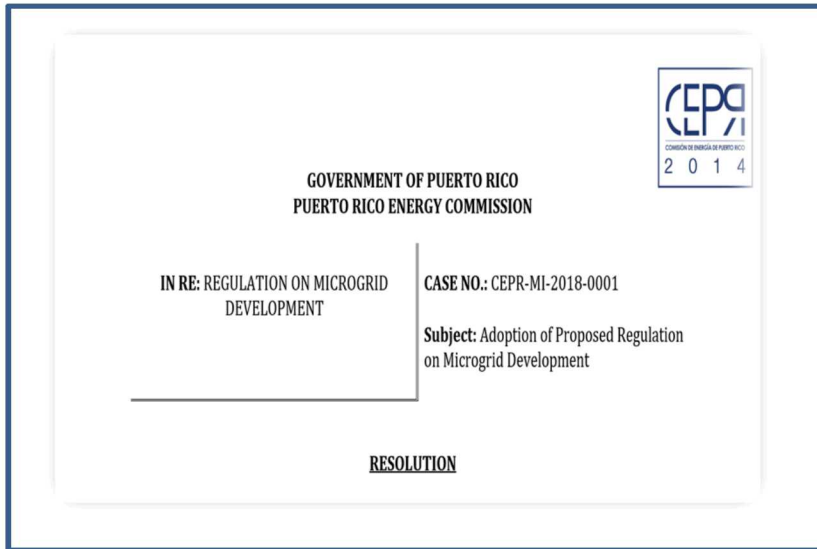 CEPR
COMISIÓN DE ENERGÍA DE PUERTO RICO
2 0 1 4
GOVERNMENT OF PUERTO RICO
PUERTO RICO ENERGY COMMISSION
IN RE: REGULATION ON MICROGRID
DEVELOPMENT
CASE NO.: CEPR-MI-2018-0001
Subject: Adoption of Proposed Regulation
on Microgrid Development
RESOLUTION